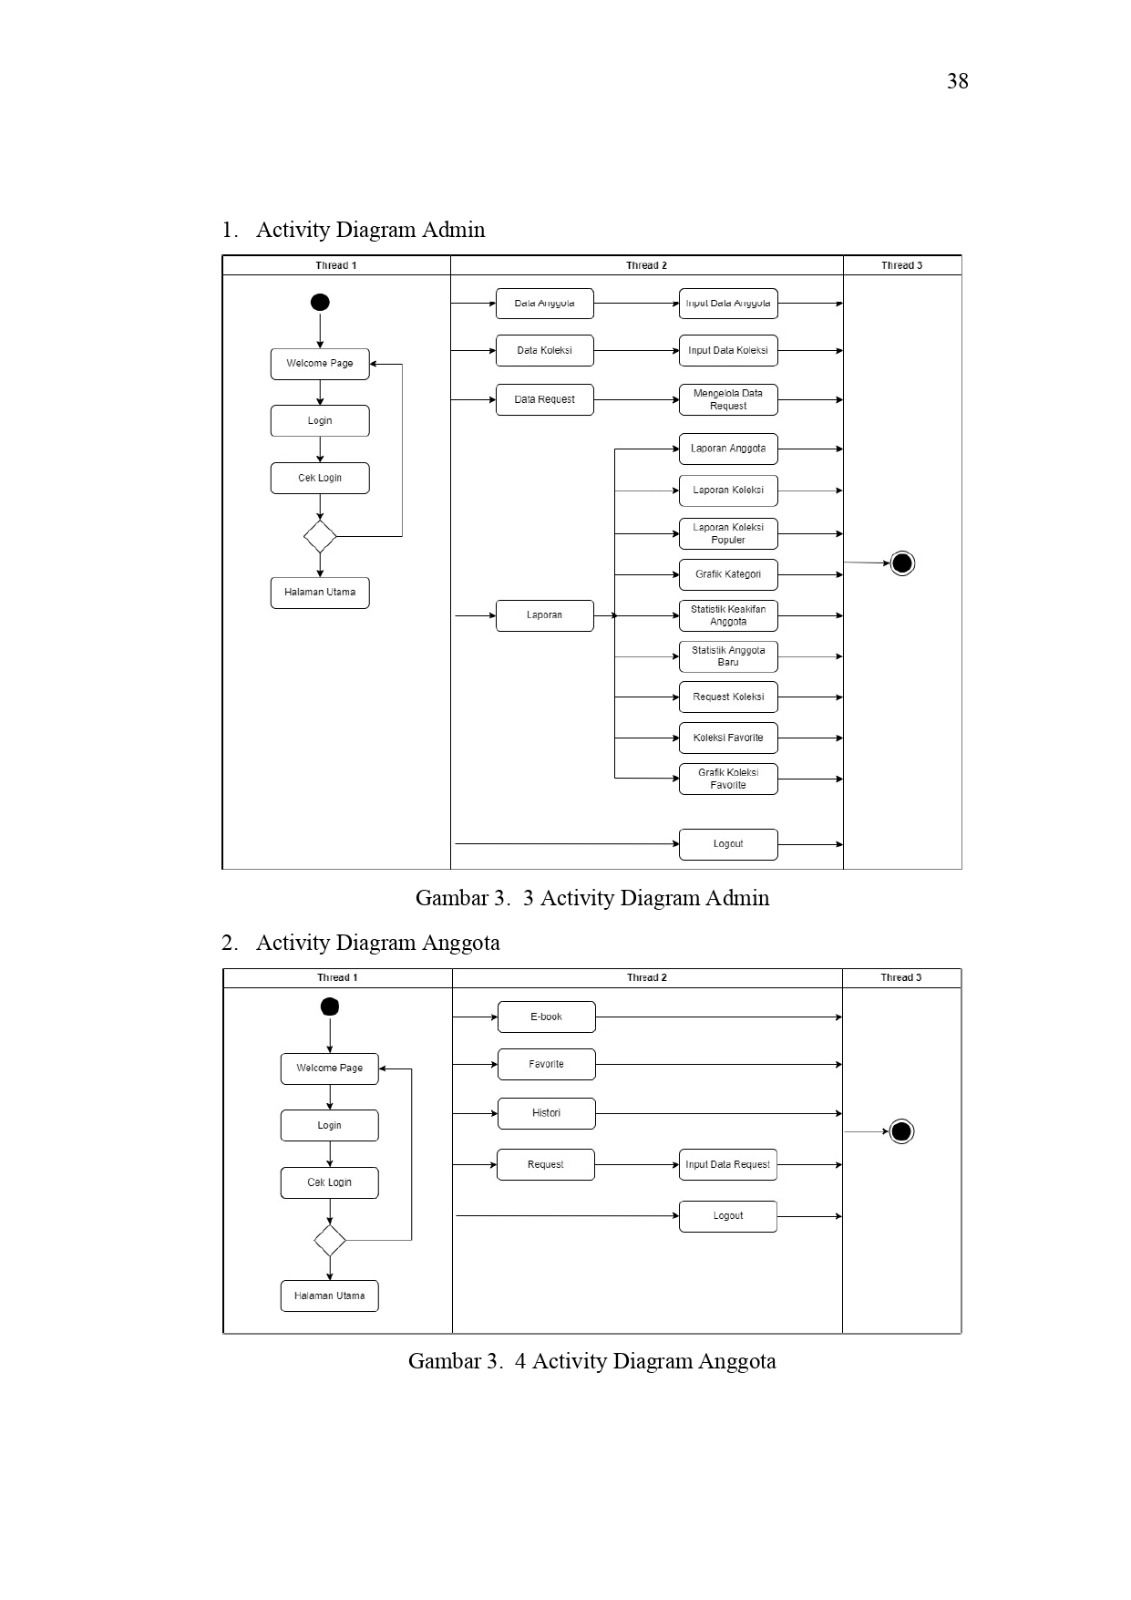 38
1. Activity Diagram Admin
Thread 1
Thread 2
Thread 3
Welcome Page
Login
Cek Login
Halaman Utama
Data Anggota
Input Data Anggota
Data Koleksi
Input Data Koleksi
Data Request
Mengelola Data
Request
Laporan
Laporan Anggota
Laporan Koleksi
Laporan Koleksi
Populer
Grafik Kategori
Statistik Keakifan
Anggota
Statistik Anggota
Baru
Request Koleksi
Koleksi Favorite
Grafik Koleksi
Favorite
Logout
Gambar 3. 3 Activity Diagram Admin
2. Activity Diagram Anggota
Thread 1
Thread 2
Thread 3
Welcome Page
Login
Cek Login
Halaman Utama
E-book
Favorite
Histori
Request
Input Data Request
Logout
Gambar 3. 4 Activity Diagram Anggota